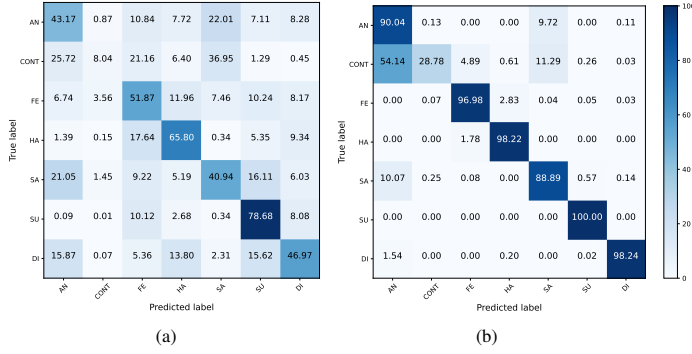 AN 43.17 0.87 10.84 7.72 22.01 7.11 8.28
CONT 25.72 8.04 21.16 6.40 36.95 1.29 0.45
FE 6.74 3.56 51.87 11.96 7.46 10.24 8.17
HA 1.39 0.15 17.64 65.80 0.34 5.35 9.34
SA 21.05 1.45 9.22 5.19 40.94 16.11 6.03
SU 0.09 0.01 10.12 2.68 0.34 78.68 8.08
DI 15.87 0.07 5.36 13.80 2.31 15.62 46.97
AN CONT FE HA SA SU DI
True label
Predicted label
(a)
AN 90.04 0.13 0.00 0.00 9.72 0.00 0.11
CONT 54.14 28.78 4.89 0.61 11.29 0.26 0.03
FE 0.00 0.07 96.98 2.83 0.04 0.05 0.03
HA 0.00 0.00 1.78 98.22 0.00 0.00 0.00
SA 10.07 0.25 0.08 0.00 88.89 0.57 0.14
SU 0.00 0.00 0.00 0.00 0.00 100.00 0.00
DI 1.54 0.00 0.00 0.20 0.00 0.02 98.24
AN CONT FE HA SA SU DI
True label
Predicted label
(b)
80
60
40
20
0